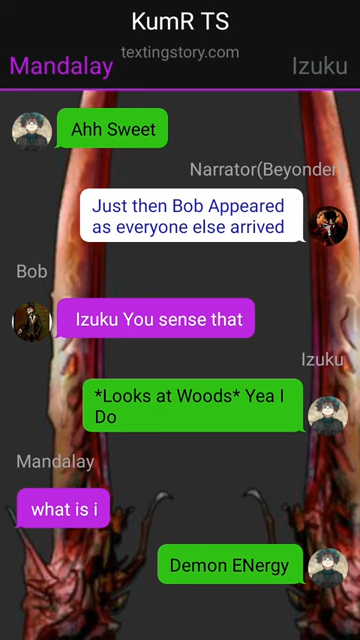 KumR TS
textingstory.com
Mandalay
Izuku
Ahh Sweet
Narrator(Beyonder)
Just then Bob Appeared
as everyone else arrived
Bob
Izuku You sense that
Izuku
*Looks at Woods* Yea I
Do
Mandalay
what is i
Demon ENergy